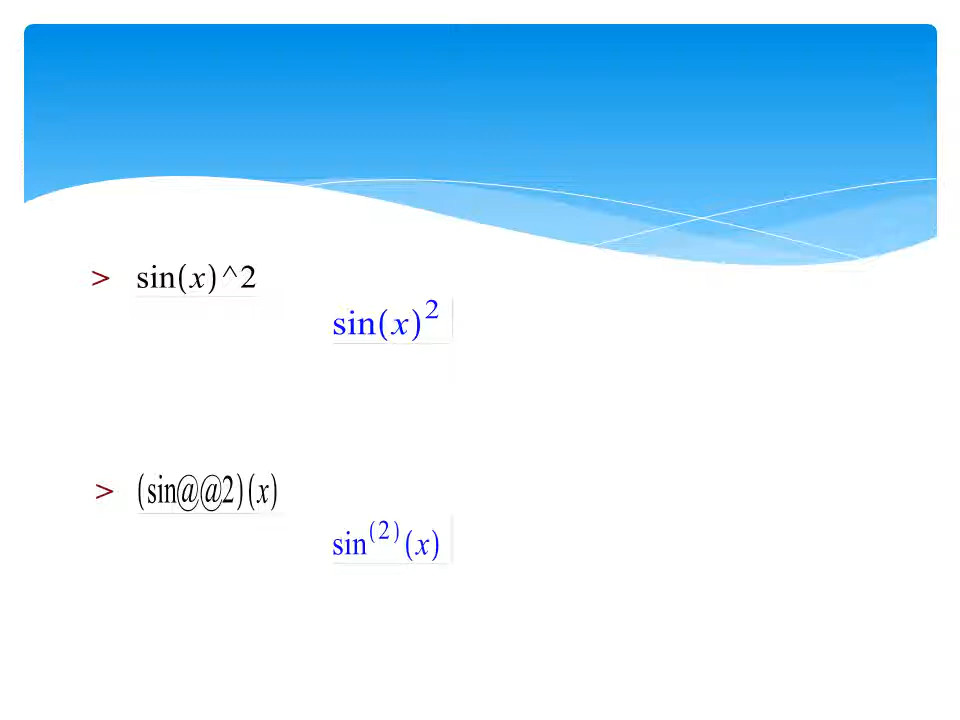 > sin(x)^2
sin(x)²
> (sin@@2)(x)
sin⁽²⁾(x)